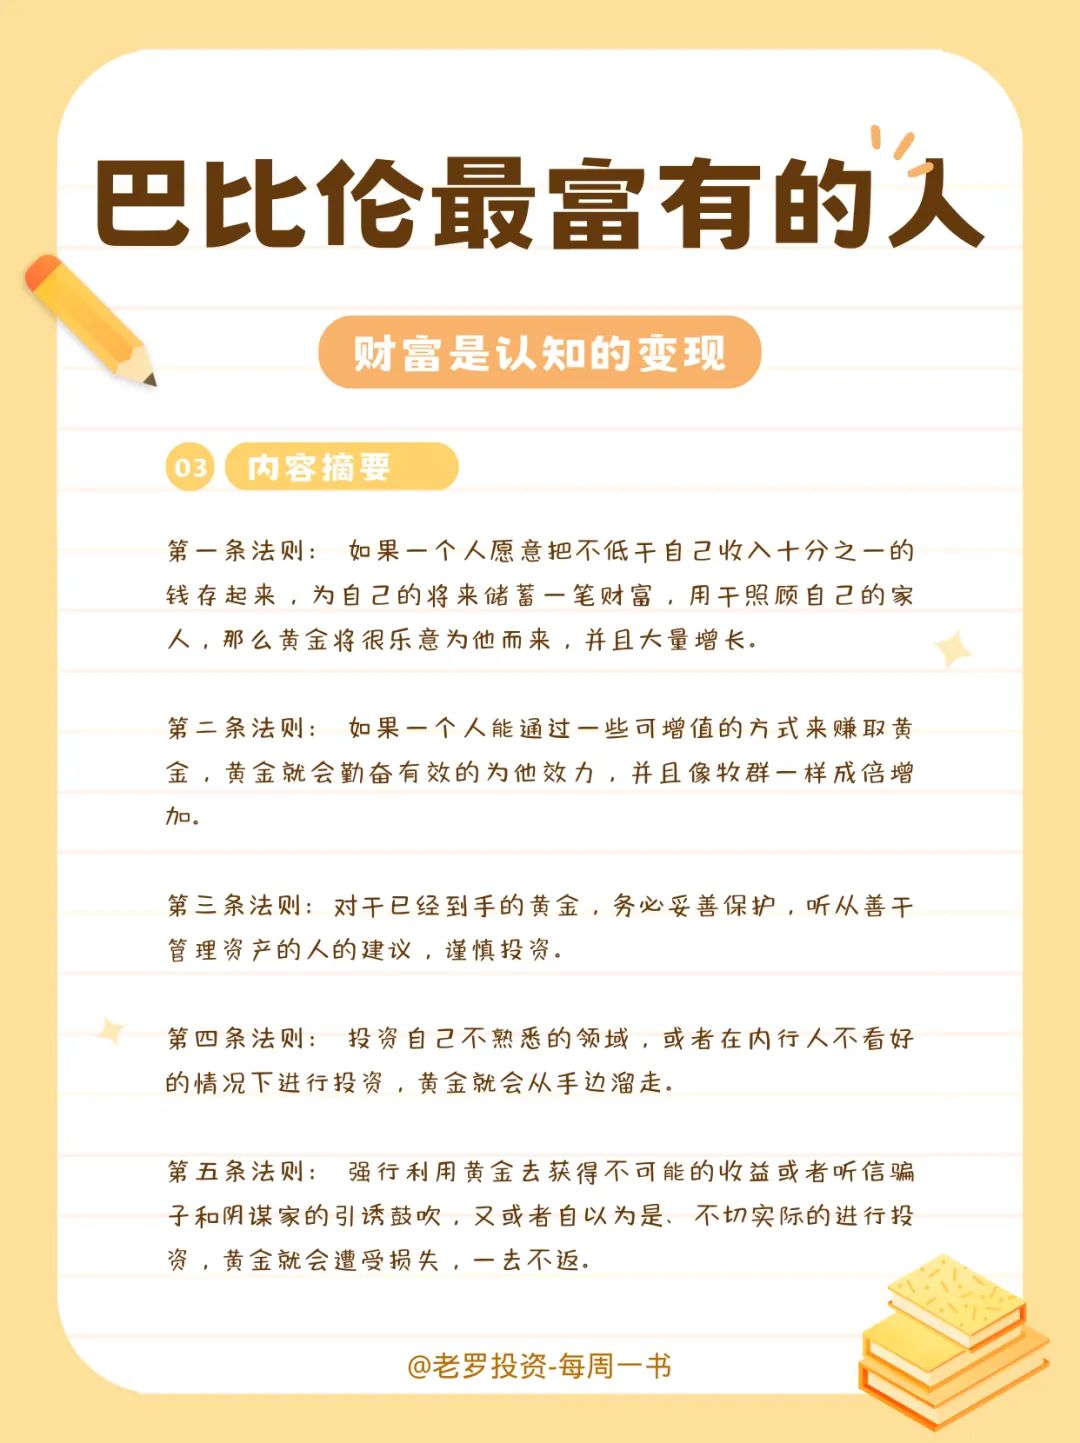 巴比伦最富有的人
财富是认知的变现
03 内容摘要
第一条法则： 如果一个人愿意把不低于自己收入十分之一的
钱存起来，为自己的将来储蓄一笔财富，用于照顾自己的家
人，那么黄金将很乐意为他而来，并且大量增长。
第二条法则： 如果一个人能通过一些可增值的方式来赚取黄
金，黄金就会勤奋有效的为他效力，并且像牧群一样成倍增
加。
第三条法则：对于已经到手的黄金，务必妥善保护，听从善于
管理资产的人的建议，谨慎投资。
第四条法则： 投资自己不熟悉的领域，或者在内行人不看好
的情况下进行投资，黄金就会从手边溜走。
第五条法则： 强行利用黄金去获得不可能的收益或者听信骗
子和阴谋家的引诱鼓吹，又或者自以为是、不切实际的进行投
资，黄金就会遭受损失，一去不返。
@老罗投资-每周一书